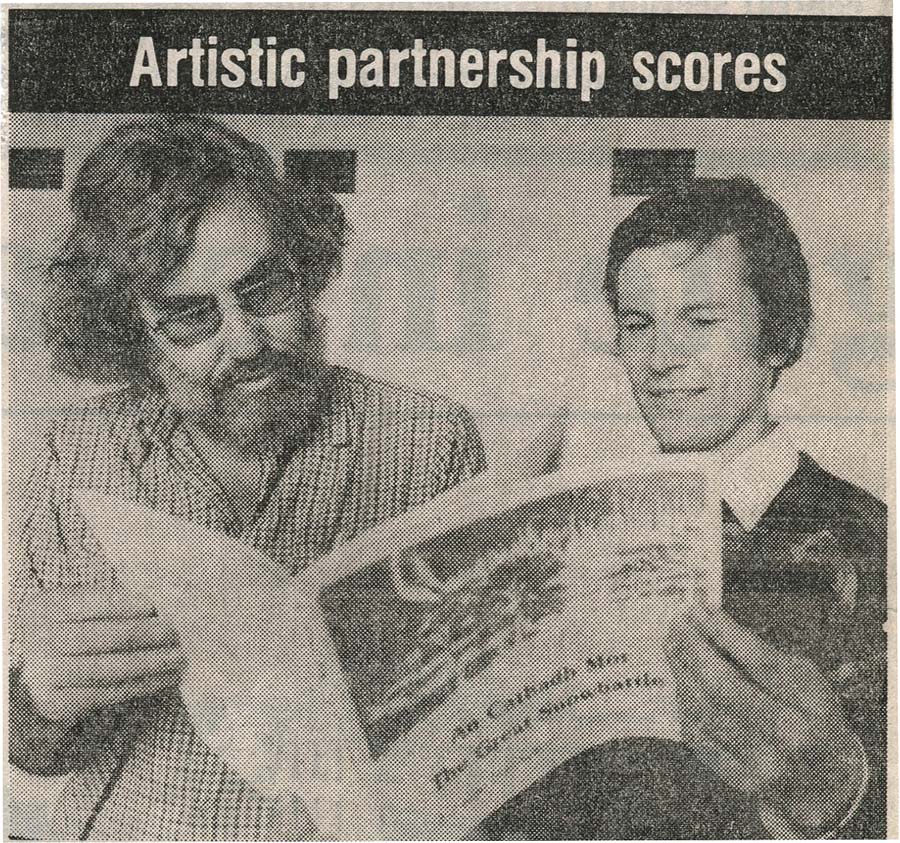 Artistic partnership scores
An Cathadh Mor
The Great Snowbattle